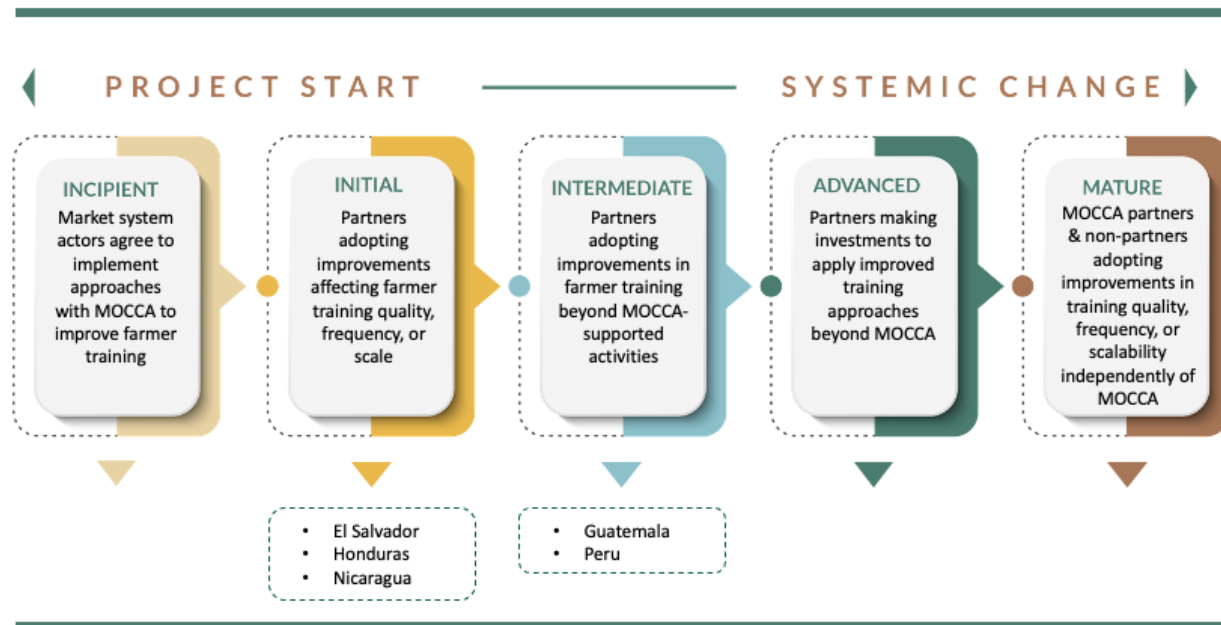 PROJECT START
SYSTEMIC CHANGE
INCIPIENT
Market system
actors agree to
implement
approaches
with MOCCA to
improve farmer
training
INITIAL
Partners
adopting
improvements
affecting farmer
training quality,
frequency, or
scale
INTERMEDIATE
Partners
adopting
improvements in
farmer training
beyond MOCCA-
supported
activities
ADVANCED
Partners making
investments to
apply improved
training
approaches
beyond MOCCA
MATURE
MOCCA partners
& non-partners
adopting
improvements in
training quality,
frequency, or
scalability
independently of
MOCCA
• El Salvador
• Honduras
• Nicaragua
• Guatemala
• Peru